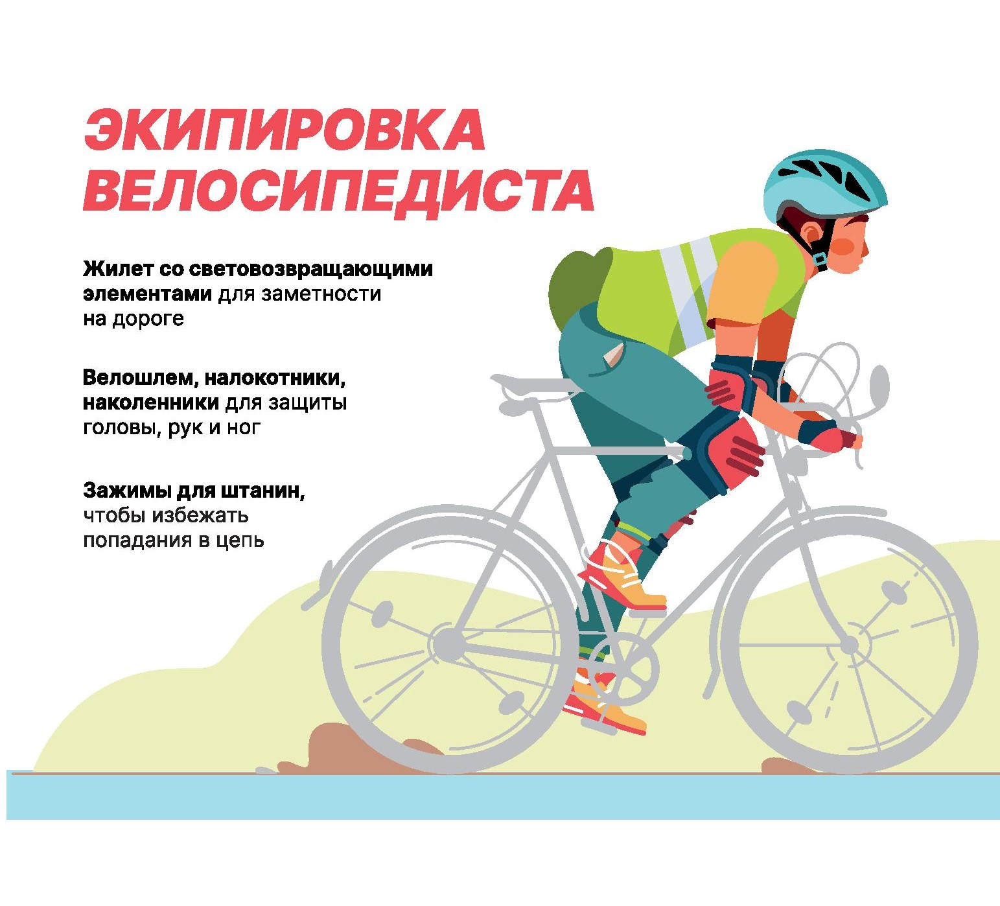 ЭКИПИРОВКА
ВЕЛОСИПЕДИСТА
Жилет со световозвращающими
элементами для заметности
на дороге
Велошлем, налокотники,
наколенники для защиты
головы, рук и ног
Зажимы для штанин,
чтобы избежать
попадания в цепь